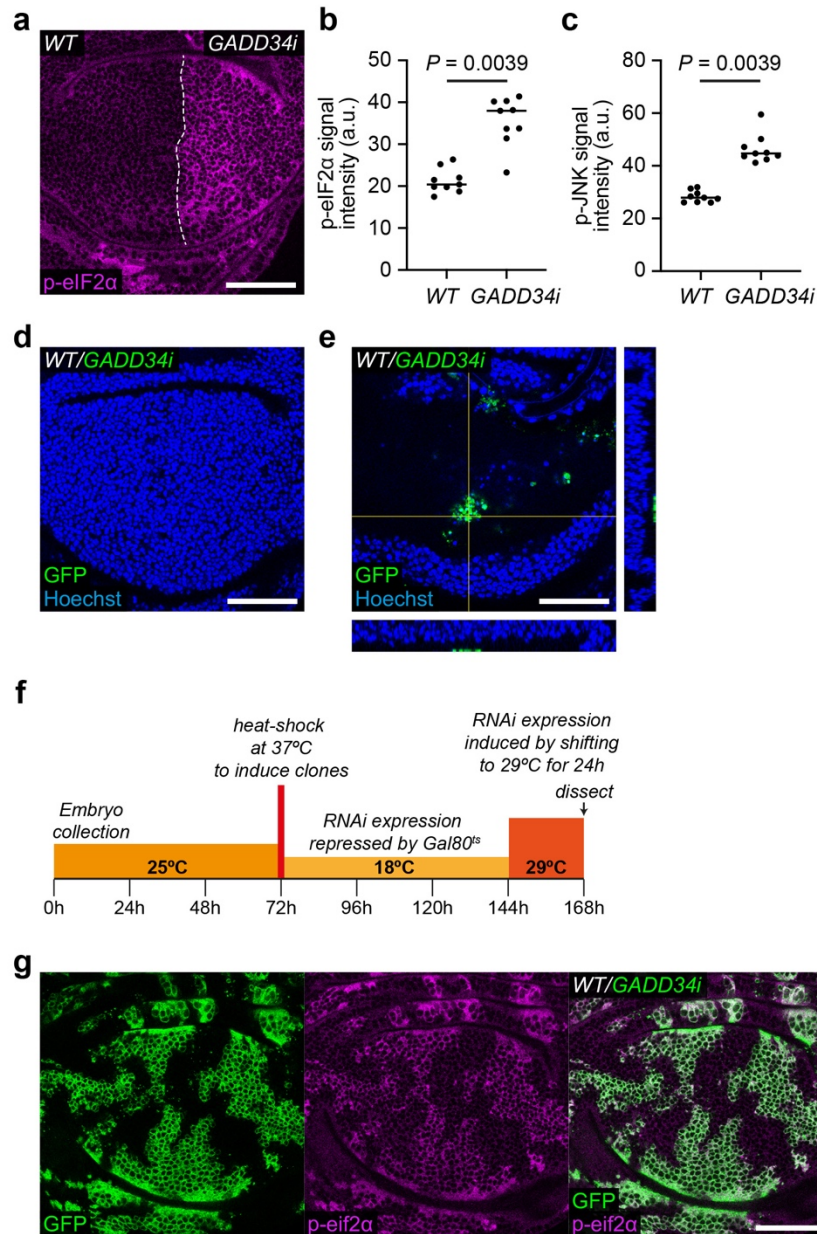 a
WT
GADD34i
p-eIF2α
b
P = 0.0039
p-eIF2α signal
intensity (a.u.)
50
40
30
20
10
0
WT GADD34i
c
P = 0.0039
p-JNK signal
intensity (a.u.)
80
60
40
20
0
WT GADD34i
d
WT/GADD34i
GFP
Hoechst
e
WT/GADD34i
GFP
Hoechst
f
Embryo
collection
heat-shock
at 37ºC
to induce clones
RNAi expression
repressed by Gal80ts
RNAi expression
induced by shifting
to 29ºC for 24h
dissect
25ºC
18ºC
29ºC
0h 24h 48h 72h 96h 120h 144h 168h
g
GFP
p-eif2α
WT/GADD34i
GFP
p-eif2α